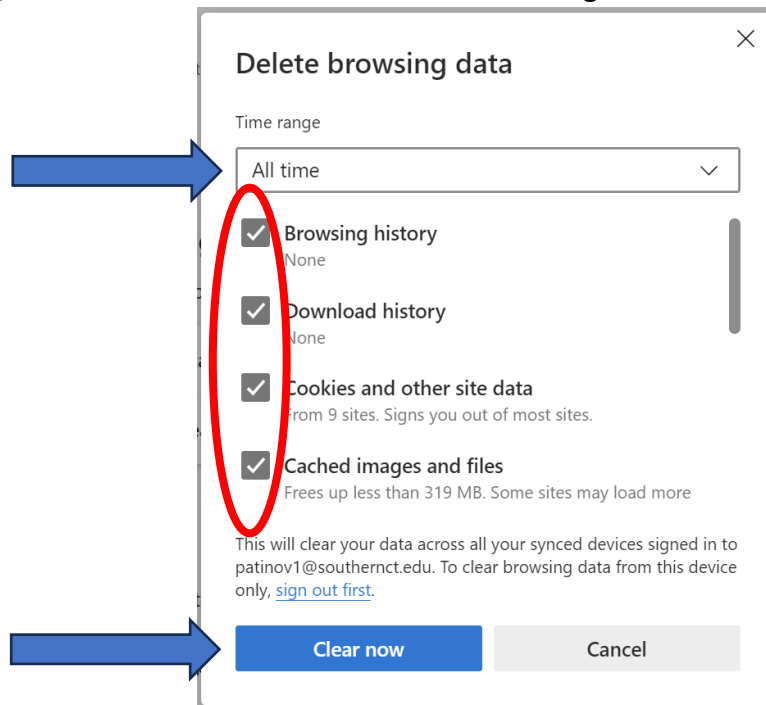 Delete browsing data
Time range
All time
Browsing history
None
Download history
None
Cookies and other site data
From 9 sites. Signs you out of most sites.
Cached images and files
Frees up less than 319 MB. Some sites may load more
This will clear your data across all your synced devices signed in to
patinov1@southernct.edu. To clear browsing data from this device
only, sign out first.
Clear now
Cancel